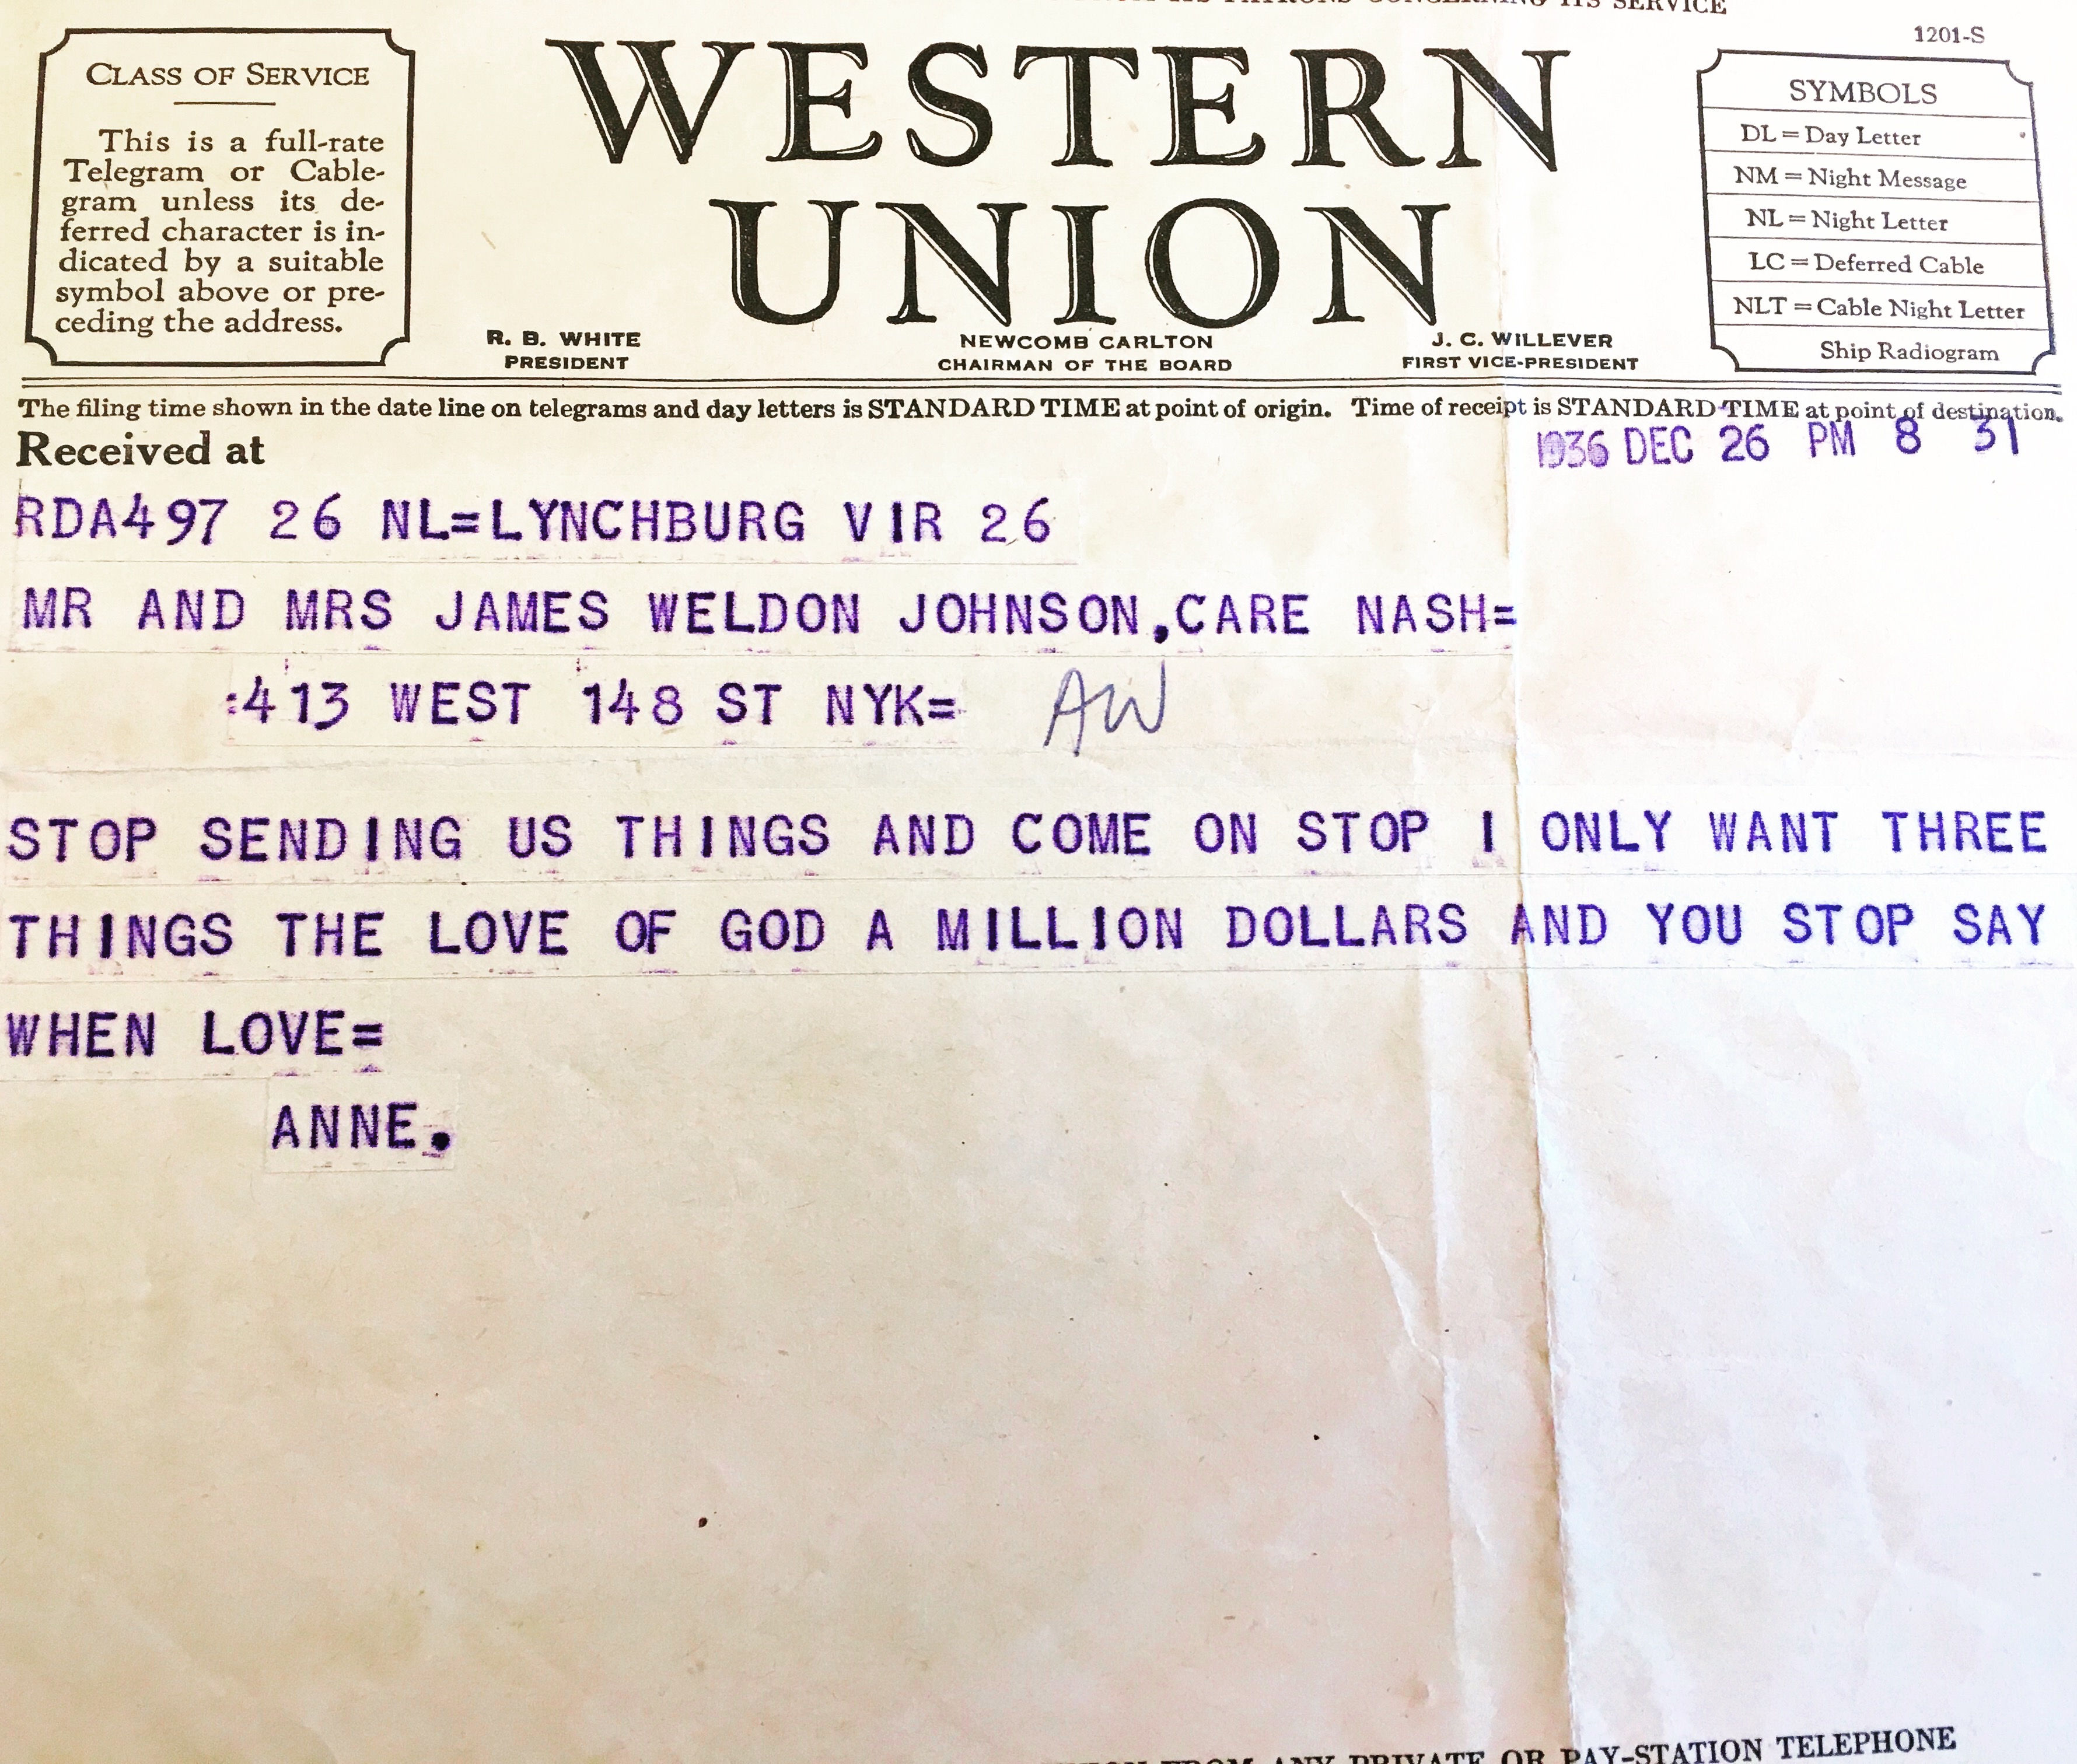 ITS PATRONS CONCERNING ITS SERVICE
1201-S
CLASS OF SERVICE
This is a full-rate
Telegram or Cable-
gram unless its de-
ferred character is in-
dicated by a suitable
symbol above or pre-
ceding the address.
WESTERN
UNION
R. B. WHITE
PRESIDENT
NEWCOMB CARLTON
CHAIRMAN OF THE BOARD
J. C. WILLEVER
FIRST VICE-PRESIDENT
SYMBOLS
DL = Day Letter
NM = Night Message
NL = Night Letter
LC = Deferred Cable
NLT = Cable Night Letter
Ship Radiogram
The filing time shown in the date line on telegrams and day letters is STANDARD TIME at point of origin. Time of receipt is STANDARD TIME at point of destination.
Received at
1936 DEC 26 PM 8 31
RDA497 26 NL=LYNCHBURG VIR 26
MR AND MRS JAMES WELDON JOHNSON,CARE NASH=
:413 WEST 148 ST NYK=
AW
STOP SENDING US THINGS AND COME ON STOP I ONLY WANT THREE
THINGS THE LOVE OF GOD A MILLION DOLLARS AND YOU STOP SAY
WHEN LOVE=
ANNE.
FROM ANY PRIVATE OR PAY-STATION TELEPHONE